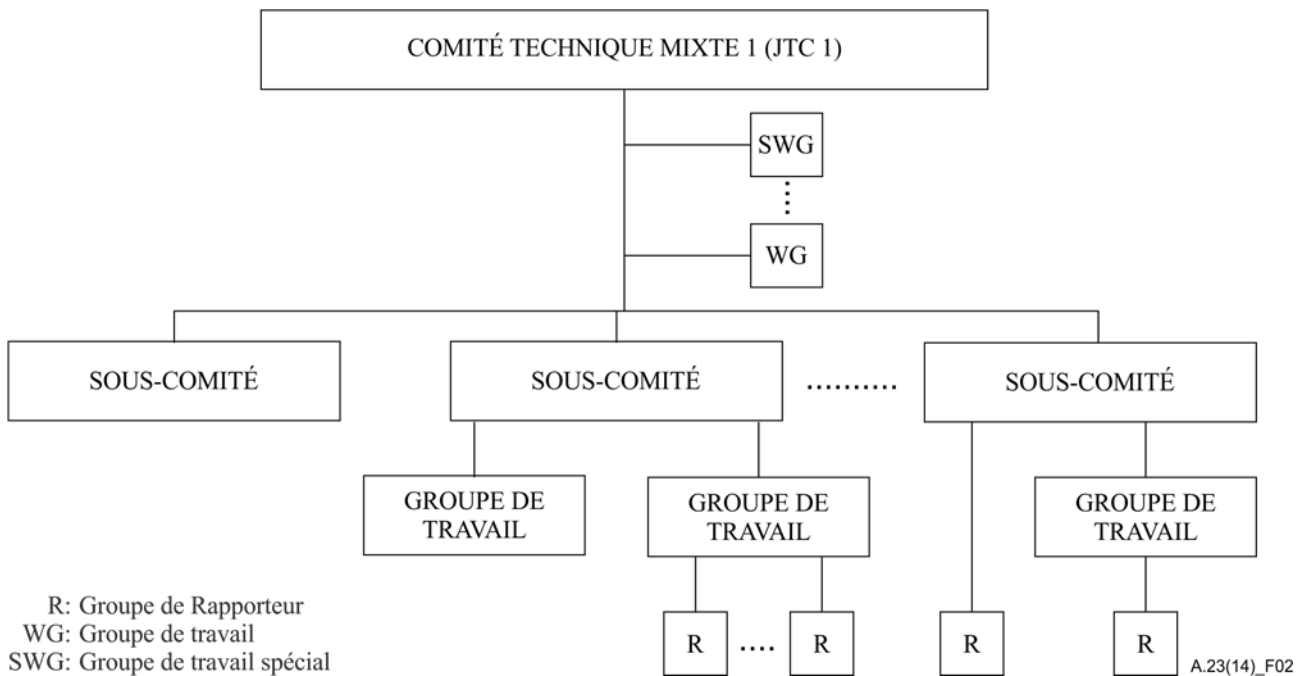 COMITÉ TECHNIQUE MIXTE 1 (JTC 1)
SWG
WG
SOUS-COMITÉ
SOUS-COMITÉ
..........
SOUS-COMITÉ
GROUPE DE
TRAVAIL
GROUPE DE
TRAVAIL
GROUPE DE
TRAVAIL
R
....
R
R
R
R: Groupe de Rapporteur
WG: Groupe de travail
SWG: Groupe de travail spécial
A.23(14)_F02